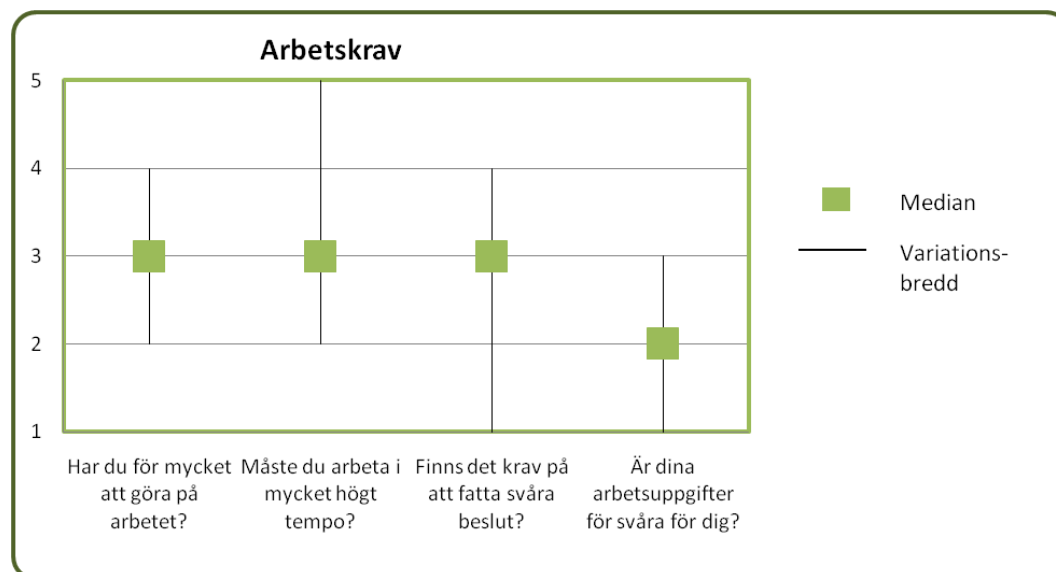 Arbetskrav
5
4
3
2
1
Har du för mycket
att göra på
arbetet?
Måste du arbeta i
mycket högt
tempo?
Finns det krav på
att fatta svåra
beslut?
Är dina
arbetsuppgifter
för svåra för dig?
Median
Variations-
bredd